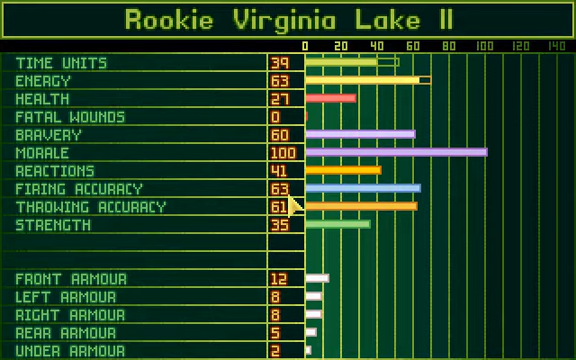 Rookie Virginia Lake II
0 20 40 60 80 100 120 140
TIME UNITS 39
ENERGY 63
HEALTH 27
FATAL WOUNDS 0
BRAVERY 60
MORALE 100
REACTIONS 41
FIRING ACCURACY 63
THROWING ACCURACY 61
STRENGTH 35
FRONT ARMOUR 12
LEFT ARMOUR 8
RIGHT ARMOUR 8
REAR ARMOUR 5
UNDER ARMOUR 2